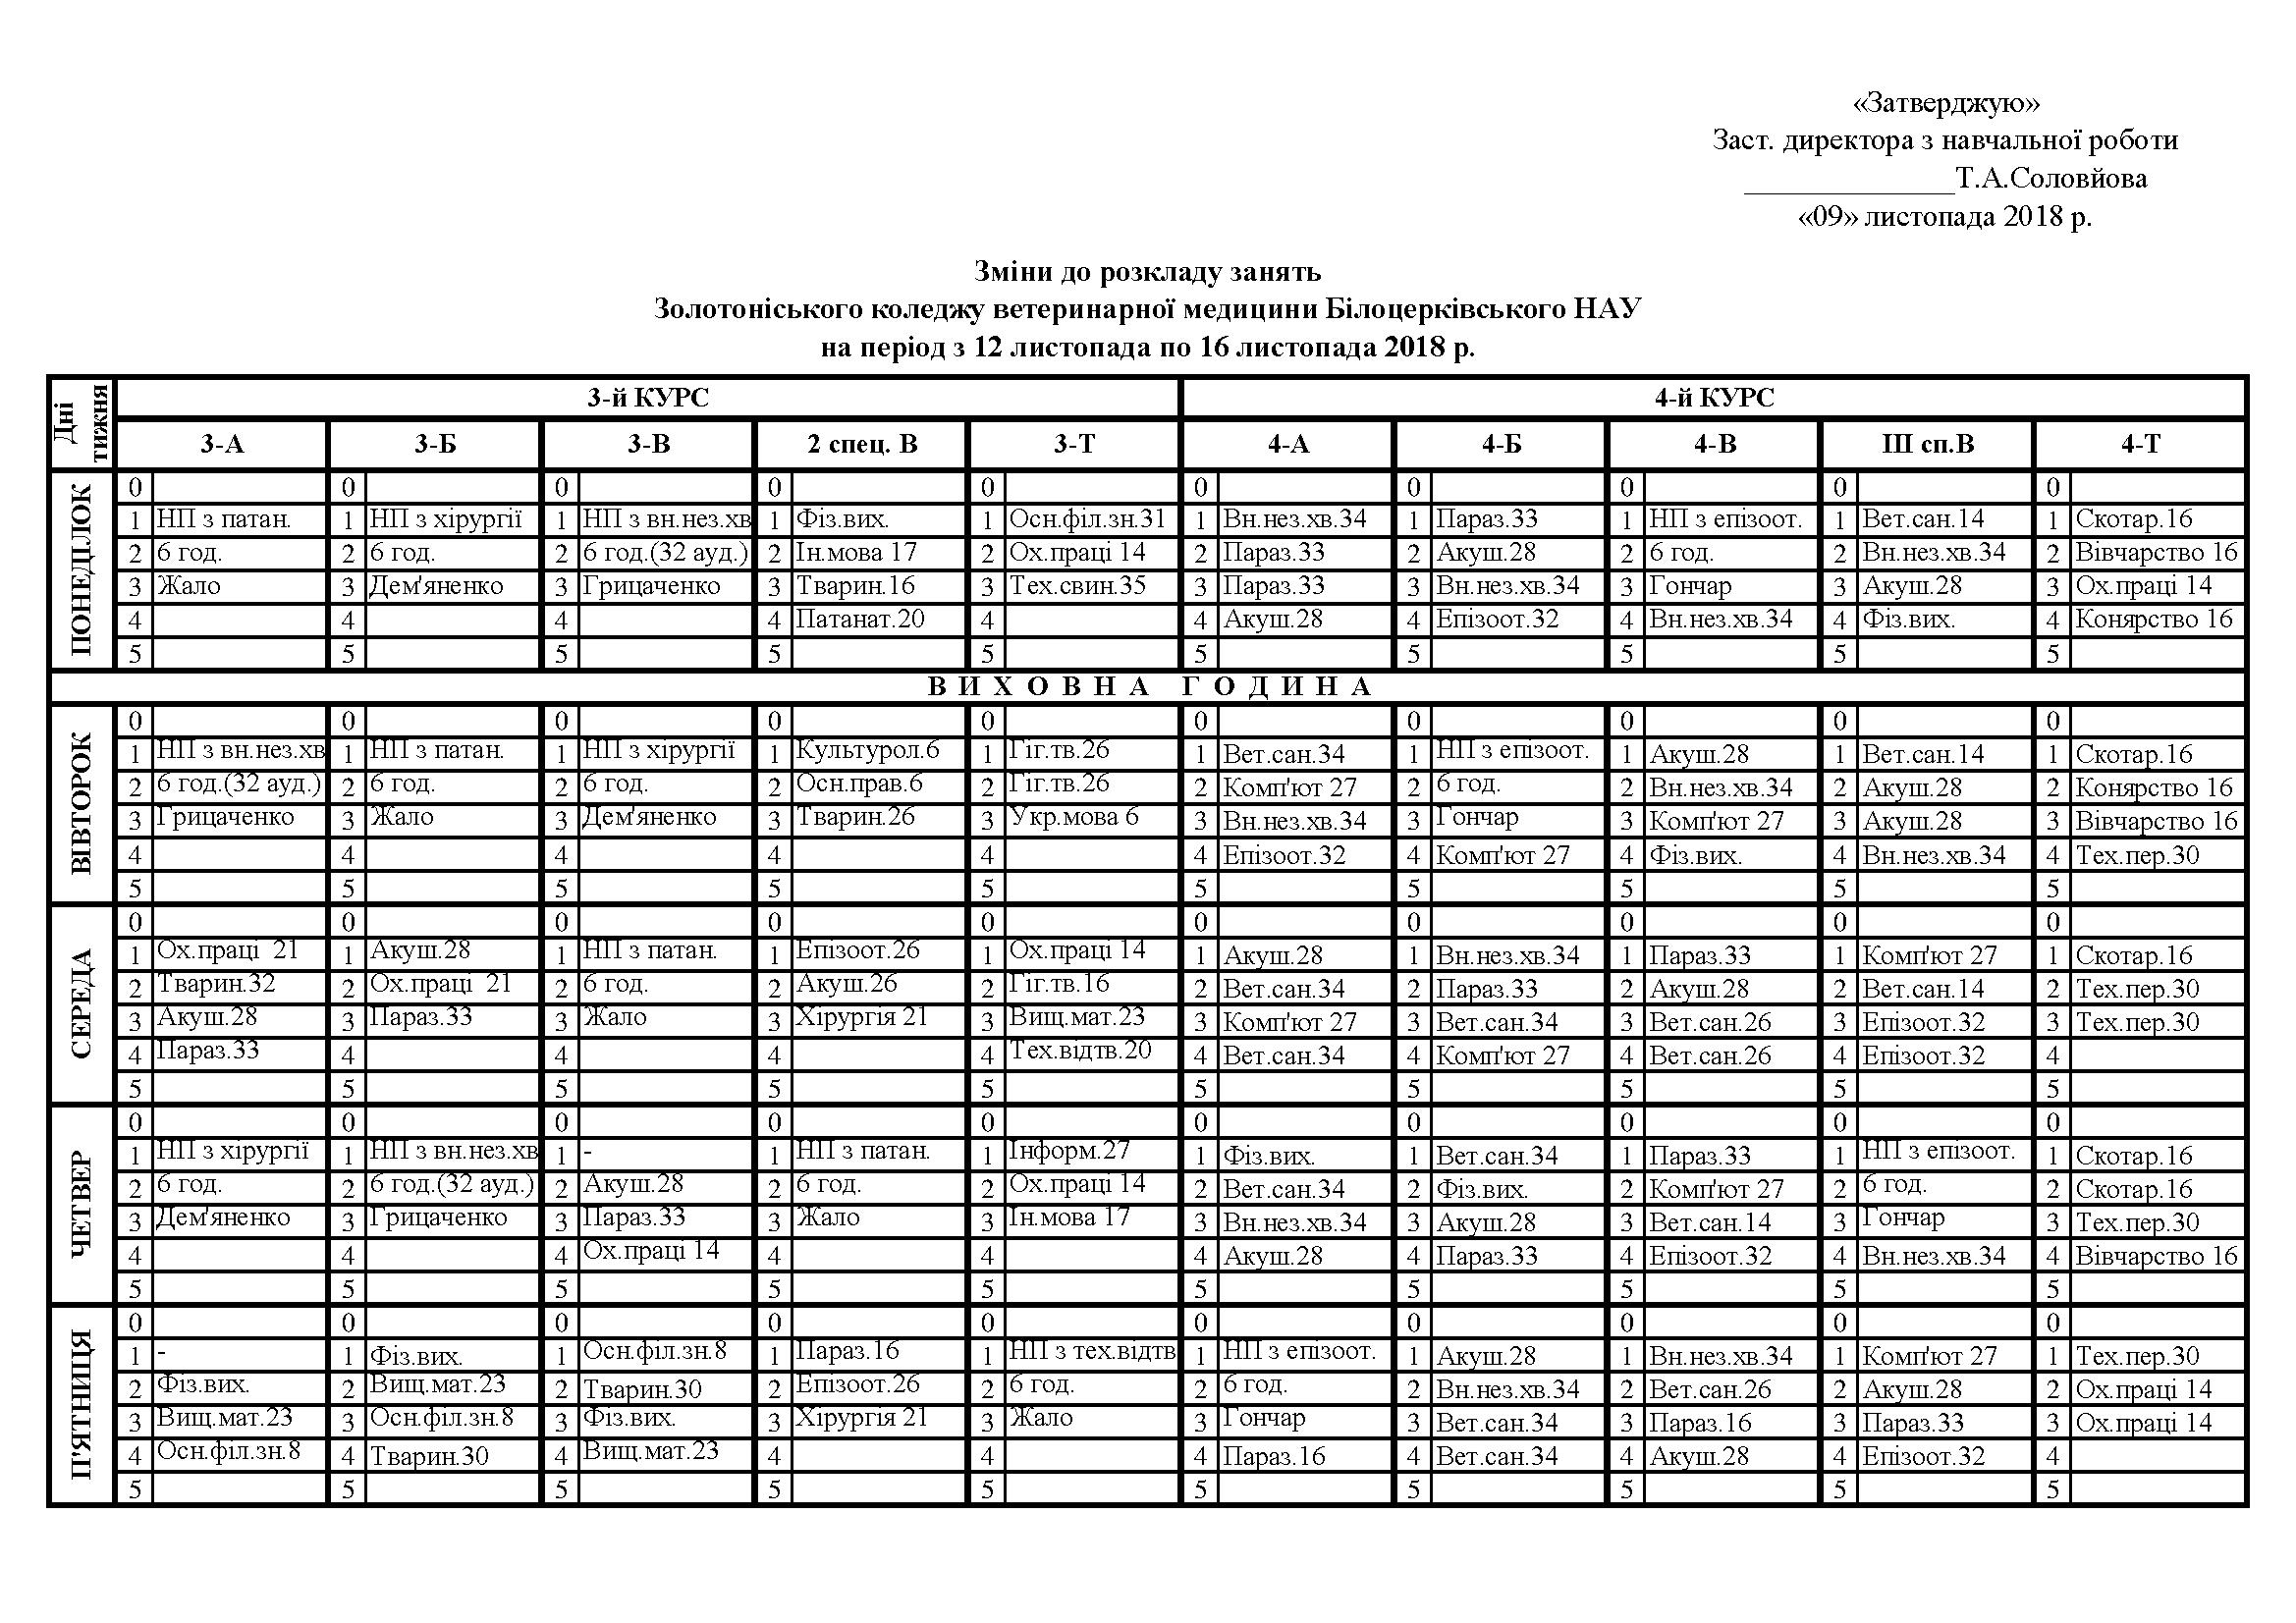 «Затверджую»
Заст. директора з навчальної роботи
_______________Т.А.Соловйова
«09» листопада 2018 р.
Зміни до розкладу занять
Золотоніського коледжу ветеринарної медицини Білоцерківського НАУ
на період з 12 листопада по 16 листопада 2018 р.
Дні тижня 3-й КУРС 4-й КУРС
3-А 3-Б 3-В 2 спец. В 3-Т 4-А 4-Б 4-В ІІІ сп.В 4-Т
ПОНЕДІЛОК
0 0 0 0 0 0 0 0 0 0
1 НП з патан. 1 НП з хірургії 1 НП з вн.нез.хв 1 Фіз.вих. 1 Осн.філ.зн.31 1 Вн.нез.хв.34 1 Параз.33 1 НП з епізоот. 1 Вет.сан.14 1 Скотар.16
2 6 год. 2 6 год. 2 6 год.(32 ауд.) 2 Ін.мова 17 2 Ох.праці 14 2 Параз.33 2 Акуш.28 2 6 год. 2 Вн.нез.хв.34 2 Вівчарство 16
3 Жало 3 Дем'яненко 3 Грицаченко 3 Тварин.16 3 Тех.свин.35 3 Параз.33 3 Вн.нез.хв.34 3 Гончар 3 Акуш.28 3 Ох.праці 14
4 4 4 4 Патанат.20 4 4 Акуш.28 4 Епізоот.32 4 Вн.нез.хв.34 4 Фіз.вих. 4 Конярство 16
5 5 5 5 5 5 5 5 5 5
ВИХОВНА ГОДИНА
ВІВТОРОК
0 0 0 0 0 0 0 0 0 0
1 НП з вн.нез.хв 1 НП з патан. 1 НП з хірургії 1 Культурол.6 1 Гіг.тв.26 1 Вет.сан.34 1 НП з епізоот. 1 Акуш.28 1 Вет.сан.14 1 Скотар.16
2 6 год.(32 ауд.) 2 6 год. 2 6 год. 2 Осн.прав.6 2 Гіг.тв.26 2 Комп'ют 27 2 6 год. 2 Вн.нез.хв.34 2 Акуш.28 2 Конярство 16
3 Грицаченко 3 Жало 3 Дем'яненко 3 Тварин.26 3 Укр.мова 6 3 Вн.нез.хв.34 3 Гончар 3 Комп'ют 27 3 Акуш.28 3 Вівчарство 16
4 4 4 4 4 4 Епізоот.32 4 Комп'ют 27 4 Фіз.вих. 4 Вн.нез.хв.34 4 Тех.пер.30
5 5 5 5 5 5 5 5 5 5
СЕРЕДА
0 0 0 0 0 0 0 0 0 0
1 Ох.праці 21 1 Акуш.28 1 НП з патан. 1 Епізоот.26 1 Ох.праці 14 1 Акуш.28 1 Вн.нез.хв.34 1 Параз.33 1 Комп'ют 27 1 Скотар.16
2 Тварин.32 2 Ох.праці 21 2 6 год. 2 Акуш.26 2 Гіг.тв.16 2 Вет.сан.34 2 Параз.33 2 Акуш.28 2 Вет.сан.14 2 Тех.пер.30
3 Акуш.28 3 Параз.33 3 Жало 3 Хірургія 21 3 Вищ.мат.23 3 Комп'ют 27 3 Вет.сан.34 3 Вет.сан.26 3 Епізоот.32 3 Тех.пер.30
4 Параз.33 4 4 4 4 Тех.відтв.20 4 Вет.сан.34 4 Комп'ют 27 4 Вет.сан.26 4 Епізоот.32 4
5 5 5 5 5 5 5 5 5 5
ЧЕТВЕР
0 0 0 0 0 0 0 0 0 0
1 НП з хірургії 1 НП з вн.нез.хв 1 - 1 НП з патан. 1 Інформ.27 1 Фіз.вих. 1 Вет.сан.34 1 Параз.33 1 НП з епізоот. 1 Скотар.16
2 6 год. 2 6 год.(32 ауд.) 2 Акуш.28 2 6 год. 2 Ох.праці 14 2 Вет.сан.34 2 Фіз.вих. 2 Комп'ют 27 2 6 год. 2 Скотар.16
3 Дем'яненко 3 Грицаченко 3 Параз.33 3 Жало 3 Ін.мова 17 3 Вн.нез.хв.34 3 Акуш.28 3 Вет.сан.14 3 Гончар 3 Тех.пер.30
4 4 4 Ох.праці 14 4 4 4 Акуш.28 4 Параз.33 4 Епізоот.32 4 Вн.нез.хв.34 4 Вівчарство 16
5 5 5 5 5 5 5 5 5 5
П'ЯТНИЦЯ
0 0 0 0 0 0 0 0 0 0
1 - 1 Фіз.вих. 1 Осн.філ.зн.8 1 Параз.16 1 НП з тех.відтв 1 НП з епізоот. 1 Акуш.28 1 Вн.нез.хв.34 1 Комп'ют 27 1 Тех.пер.30
2 Фіз.вих. 2 Вищ.мат.23 2 Тварин.30 2 Епізоот.26 2 6 год. 2 6 год. 2 Вн.нез.хв.34 2 Вет.сан.26 2 Акуш.28 2 Ох.праці 14
3 Вищ.мат.23 3 Осн.філ.зн.8 3 Фіз.вих. 3 Хірургія 21 3 Жало 3 Гончар 3 Вет.сан.34 3 Параз.16 3 Параз.33 3 Ох.праці 14
4 Осн.філ.зн.8 4 Тварин.30 4 Вищ.мат.23 4 4 4 Параз.16 4 Вет.сан.34 4 Акуш.28 4 Епізоот.32 4
5 5 5 5 5 5 5 5 5 5